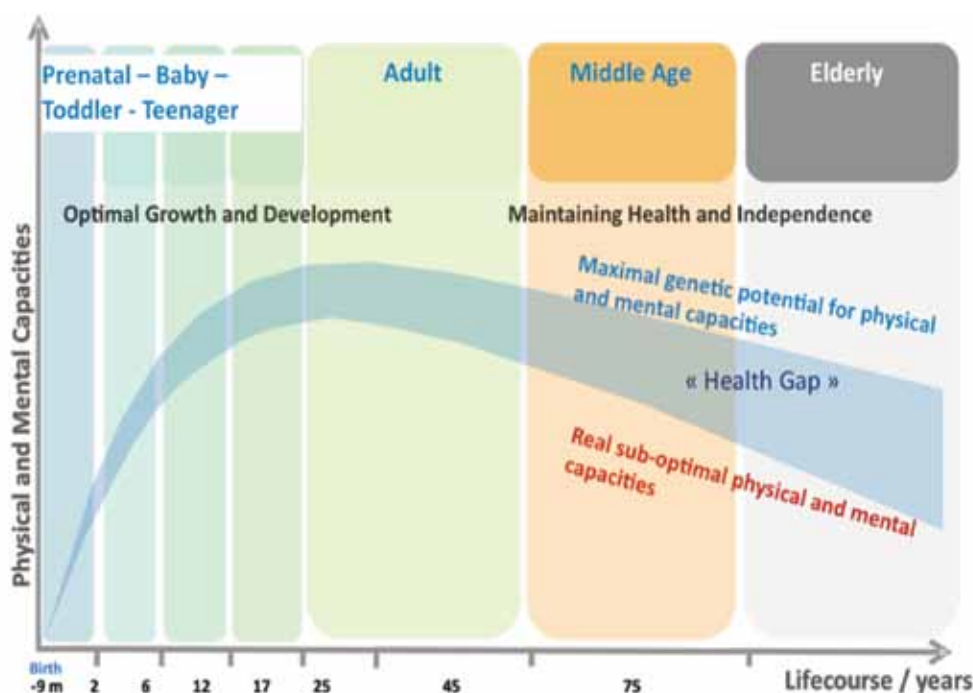 Prenatal – Baby –
Toddler - Teenager
Adult
Middle Age
Elderly
Optimal Growth and Development
Maintaining Health and Independence
Physical and Mental Capacities
Maximal genetic potential for physical
and mental capacities
« Health Gap »
Real sub-optimal physical and mental
capacities
Birth
-9 m 2 6 12 17 25 45 75
Lifecourse / years